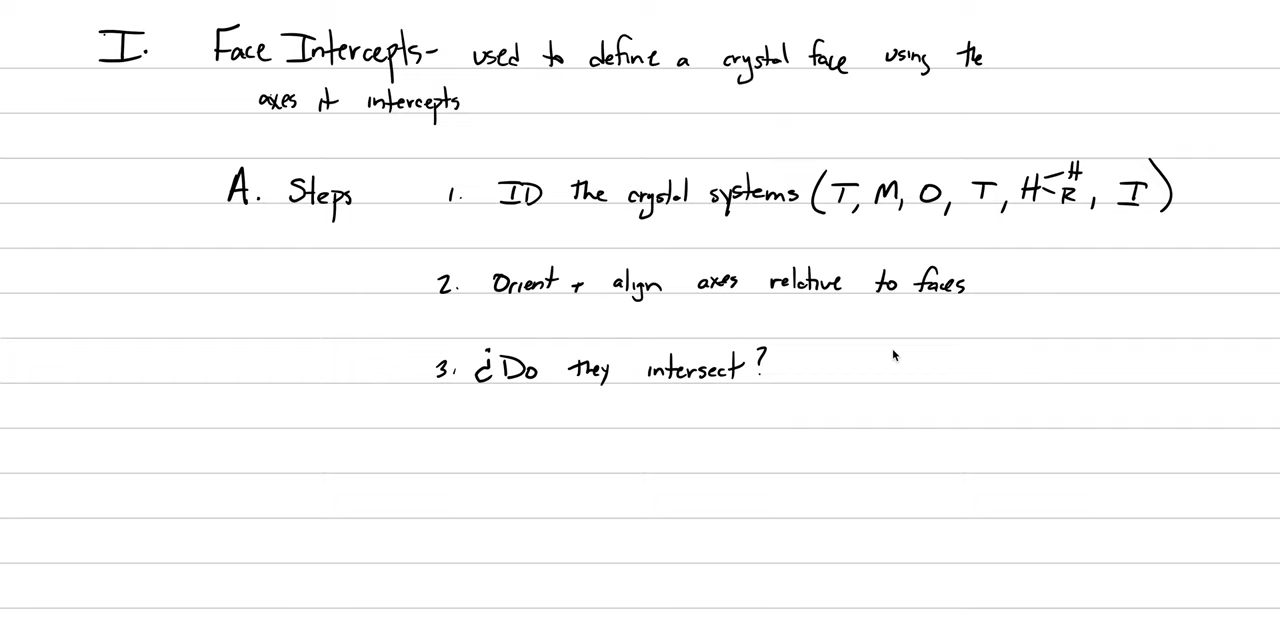 I. Face Intercepts- used to define a crystal face using the
axes it intercepts
A. Steps 1. ID the crystal systems (T, M, O, T, H<H R, I)
2. Orient + align axes relative to faces
3. ¿Do they intersect?